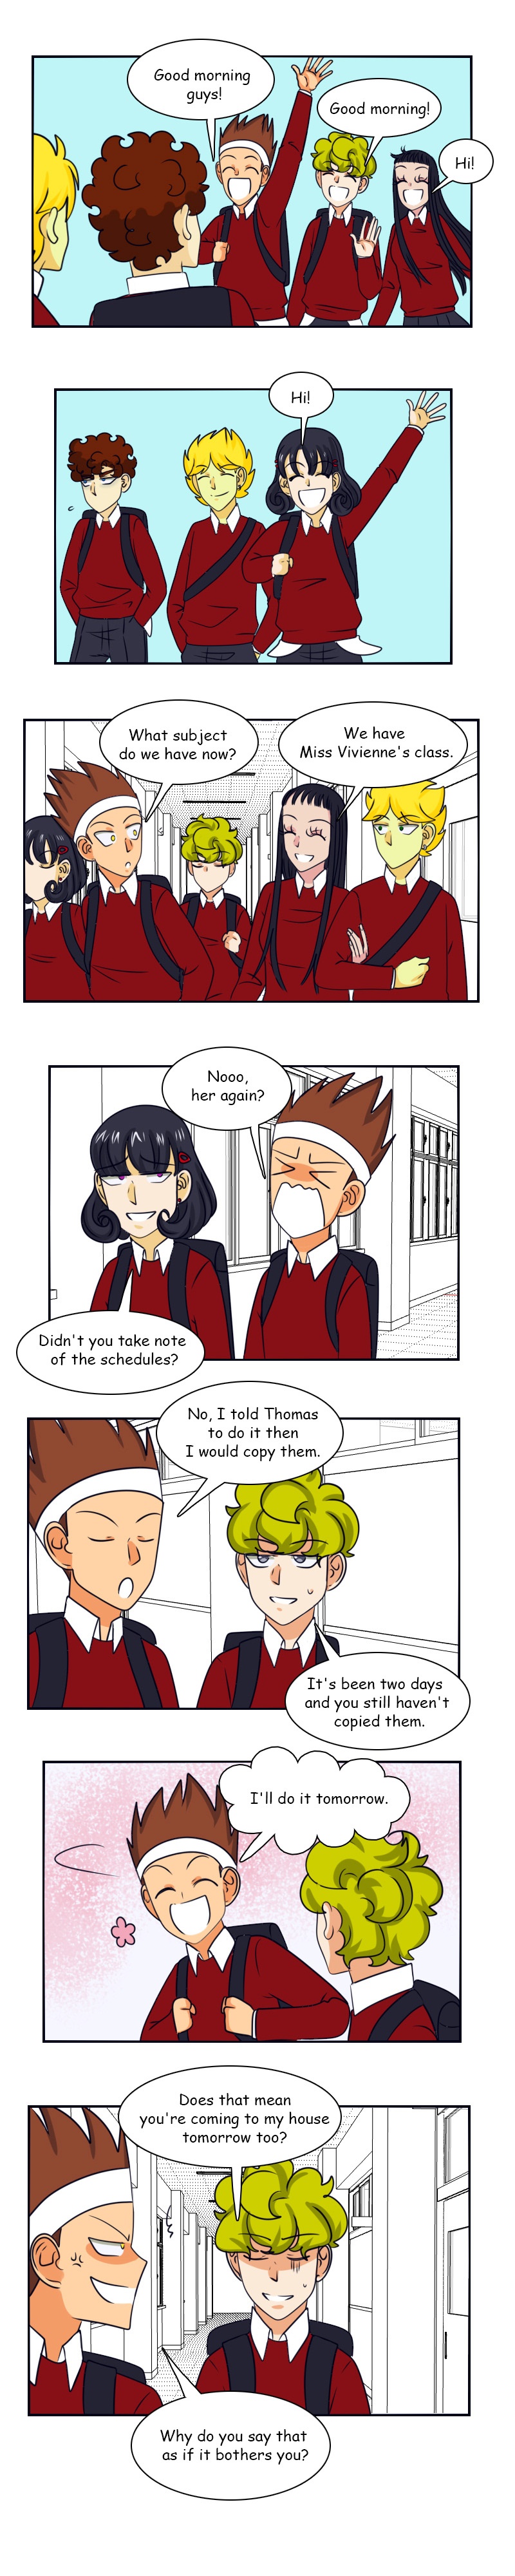 Good morning
guys!
Good morning!
Hi!
Hi!
What subject
do we have now?
We have
Miss Vivienne's class.
Nooo,
her again?
Didn't you take note
of the schedules?
No, I told Thomas
to do it then
I would copy them.
It's been two days
and you still haven't
copied them.
I'll do it tomorrow.
Does that mean
you're coming to my house
tomorrow too?
Why do you say that
as if it bothers you?